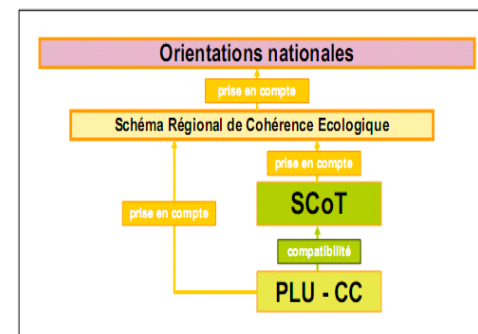 Orientations nationales
prise en compte
Schéma Régional de Cohérence Ecologique
prise en compte
SCoT
prise en compte
compatibilité
PLU - CC